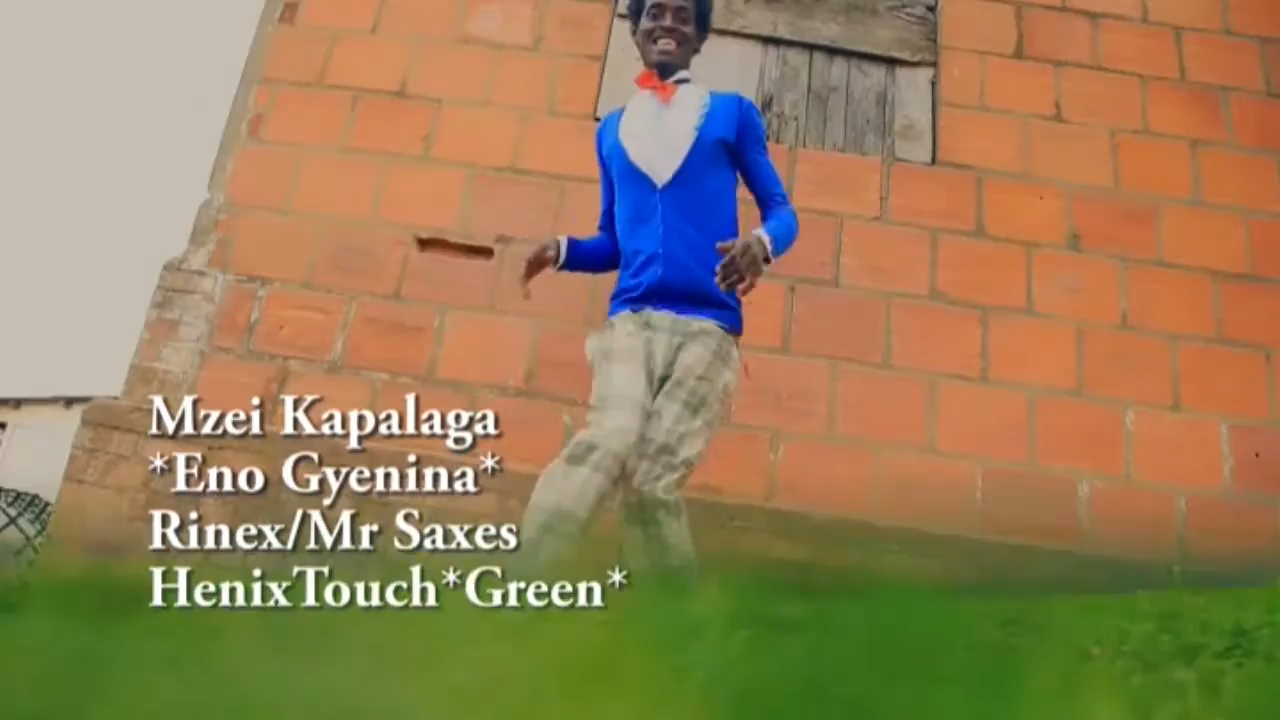 Mzei Kapalaga
*Eno Gyenina*
Rinex/Mr Saxes
HenixTouch*Green*